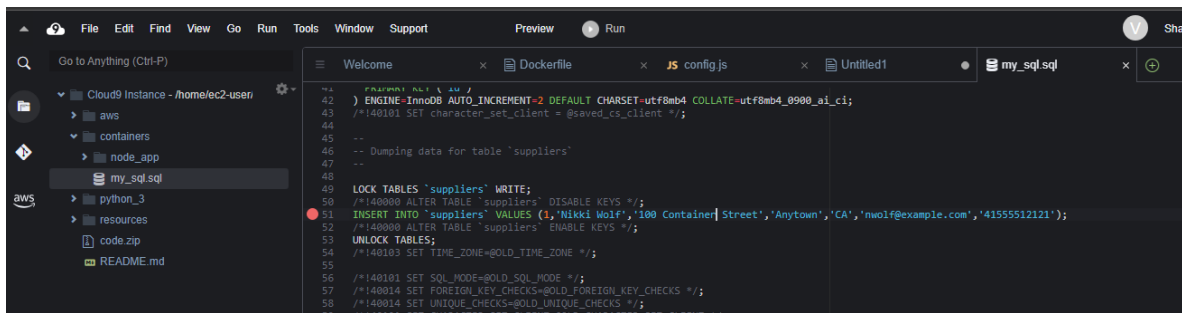 File Edit Find View Go Run Tools Window Support Preview Run V Sha
Go to Anything (Ctrl-P)
Welcome Dockerfile JS config.js Untitled1 my_sql.sql
Cloud9 Instance - /home/ec2-user/
aws
containers
node_app
my_sql.sql
aws
python_3
resources
code.zip
README.md
41 PRIMARY KEY (`id`)
42 ) ENGINE=InnoDB AUTO_INCREMENT=2 DEFAULT CHARSET=utf8mb4 COLLATE=utf8mb4_0900_ai_ci;
43 /*!40101 SET character_set_client = @saved_cs_client */;
44
45 --
46 -- Dumping data for table `suppliers`
47 --
48
49 LOCK TABLES `suppliers` WRITE;
50 /*!40000 ALTER TABLE `suppliers` DISABLE KEYS */;
51 INSERT INTO `suppliers` VALUES (1,'Nikki Wolf','100 Container Street','Anytown','CA','nwolf@example.com','41555512121');
52 /*!40000 ALTER TABLE `suppliers` ENABLE KEYS */;
53 UNLOCK TABLES;
54 /*!40103 SET TIME_ZONE=@OLD_TIME_ZONE */;
55
56 /*!40101 SET SQL_MODE=@OLD_SQL_MODE */;
57 /*!40014 SET FOREIGN_KEY_CHECKS=@OLD_FOREIGN_KEY_CHECKS */;
58 /*!40014 SET UNIQUE_CHECKS=@OLD_UNIQUE_CHECKS */;